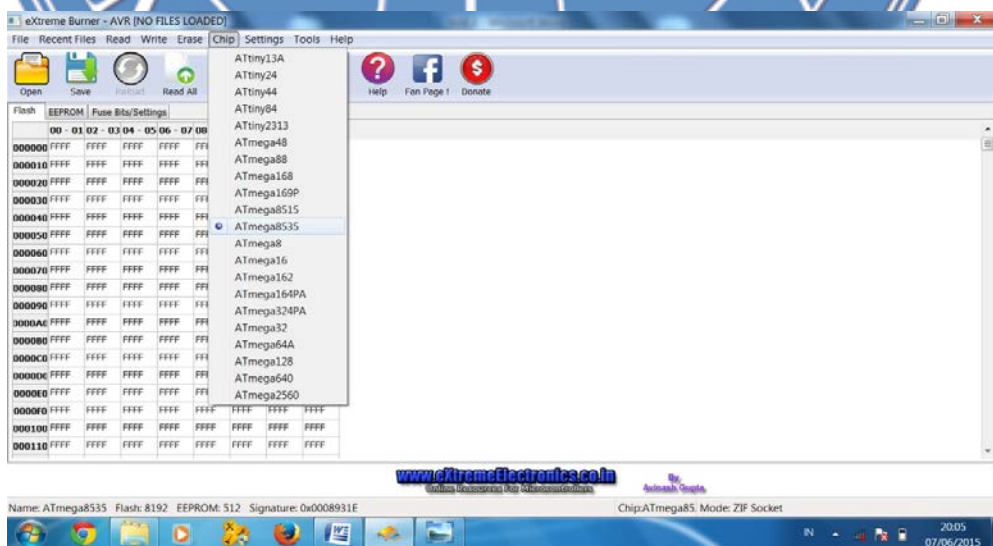 eXtreme Burner - AVR [NO FILES LOADED]
File Recent Files Read Write Erase Chip Settings Tools Help
Open Save Reload Read All Help Fan Page ! Donate
Flash EEPROM Fuse Bits/Settings
00 - 01 02 - 03 04 - 05 06 - 07 08
000000 FFFF FFFF FFFF FFFF
000010 FFFF FFFF FFFF FFFF
000020 FFFF FFFF FFFF FFFF
000030 FFFF FFFF FFFF FFFF
000040 FFFF FFFF FFFF FFFF
000050 FFFF FFFF FFFF FFFF
000060 FFFF FFFF FFFF FFFF
000070 FFFF FFFF FFFF FFFF
000080 FFFF FFFF FFFF FFFF
000090 FFFF FFFF FFFF FFFF
0000A0 FFFF FFFF FFFF FFFF
0000B0 FFFF FFFF FFFF FFFF
0000C0 FFFF FFFF FFFF FFFF
0000D0 FFFF FFFF FFFF FFFF
0000E0 FFFF FFFF FFFF FFFF
0000F0 FFFF FFFF FFFF FFFF FFFF FFFF FFFF FFFF
000100 FFFF FFFF FFFF FFFF FFFF FFFF FFFF FFFF
000110 FFFF FFFF FFFF FFFF FFFF FFFF FFFF FFFF
ATtiny13A
ATtiny24
ATtiny44
ATtiny84
ATtiny2313
ATmega48
ATmega88
ATmega168
ATmega169P
ATmega8515
ATmega8535
ATmega8
ATmega16
ATmega162
ATmega164PA
ATmega324PA
ATmega32
ATmega64A
ATmega128
ATmega640
ATmega2560
www.eXtremeElectronics.co.in
Online Resources For Microcontrollers
By,
Avinash Gupta,
Name: ATmega8535 Flash: 8192 EEPROM: 512 Signature: 0x0008931E
Chip:ATmega85. Mode: ZIF Socket
IN
20:05
07/06/2015